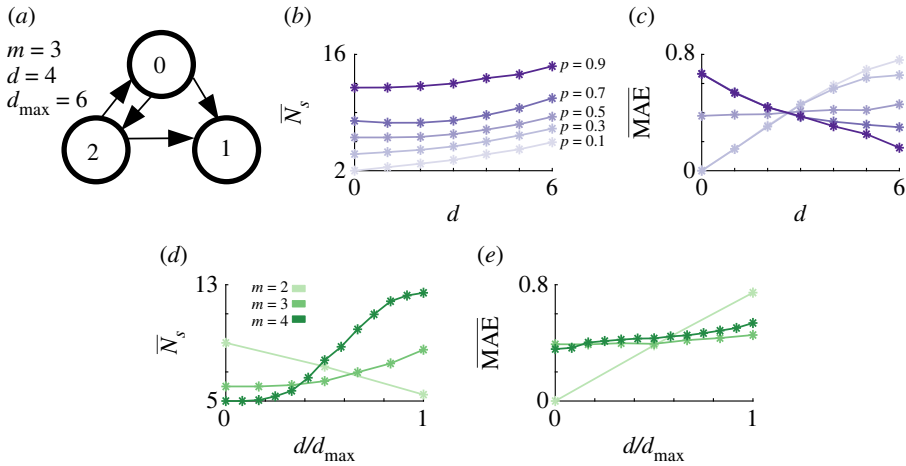 (a)
m = 3
d = 4
d_max = 6
0
2
1
(b)
N̅_s
16
2
0
6
d
p = 0.9
p = 0.7
p = 0.5
p = 0.3
p = 0.1
(c)
M̅A̅E̅
0.8
0
0
6
d
(d)
N̅_s
13
5
0
1
d/d_max
m = 2
m = 3
m = 4
(e)
M̅A̅E̅
0.8
0
0
1
d/d_max